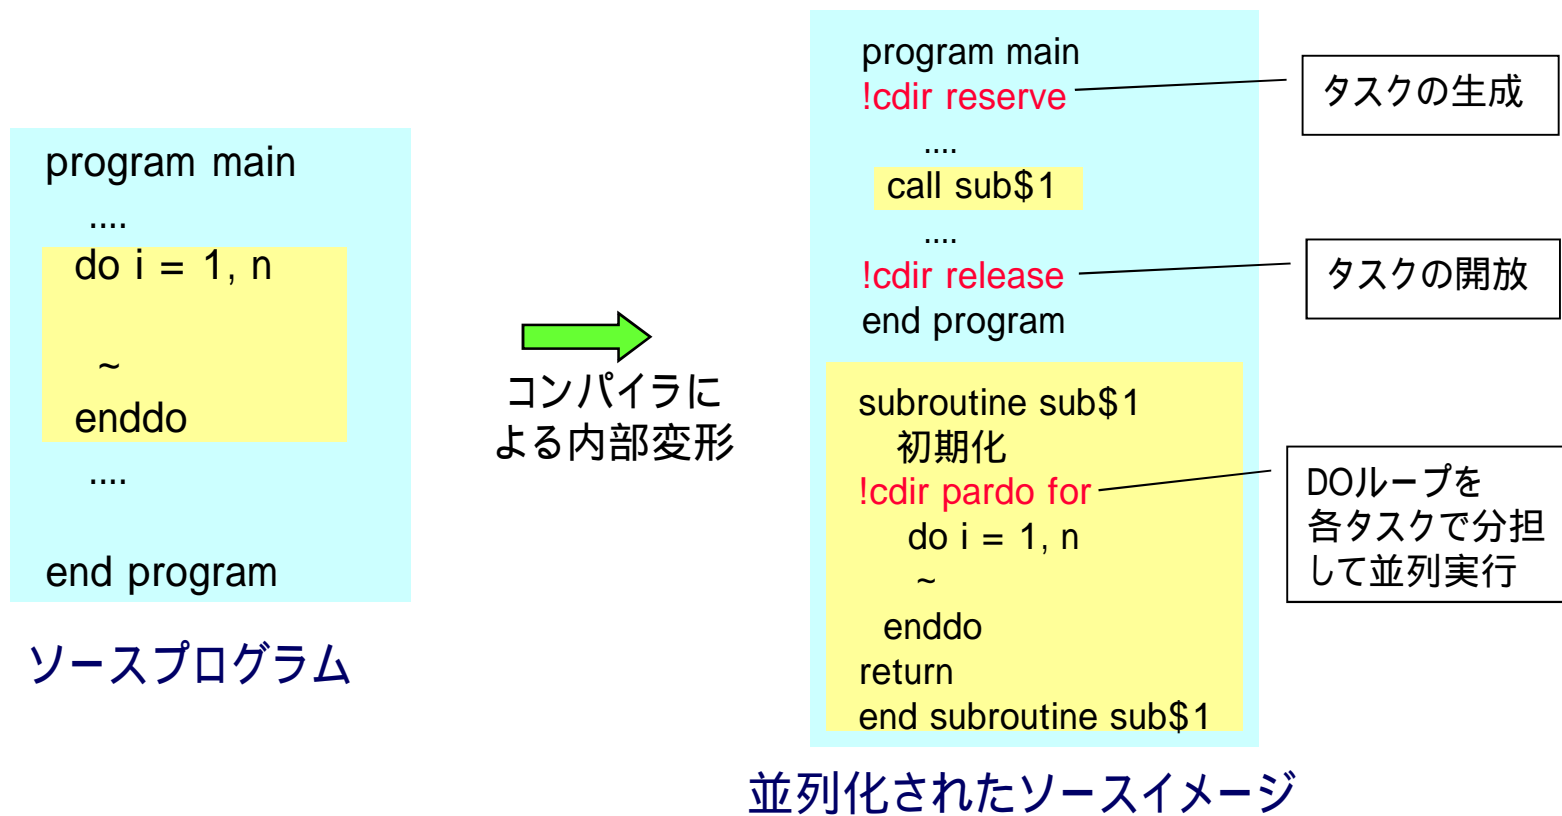 program main
....
do i = 1, n
~
enddo
....
end program
ソースプログラム
コンパイラに
よる内部変形
program main
!cdir reserve
....
call sub$1
....
!cdir release
end program
subroutine sub$1
初期化
!cdir pardo for
do i = 1, n
~
enddo
return
end subroutine sub$1
並列化されたソースイメージ
タスクの生成
タスクの開放
DOループを
各タスクで分担
して並列実行